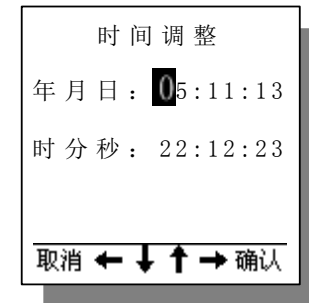 时间调整
年月日：05:11:13
时分秒：22:12:23
取消 ← ↓ ↑ → 确认